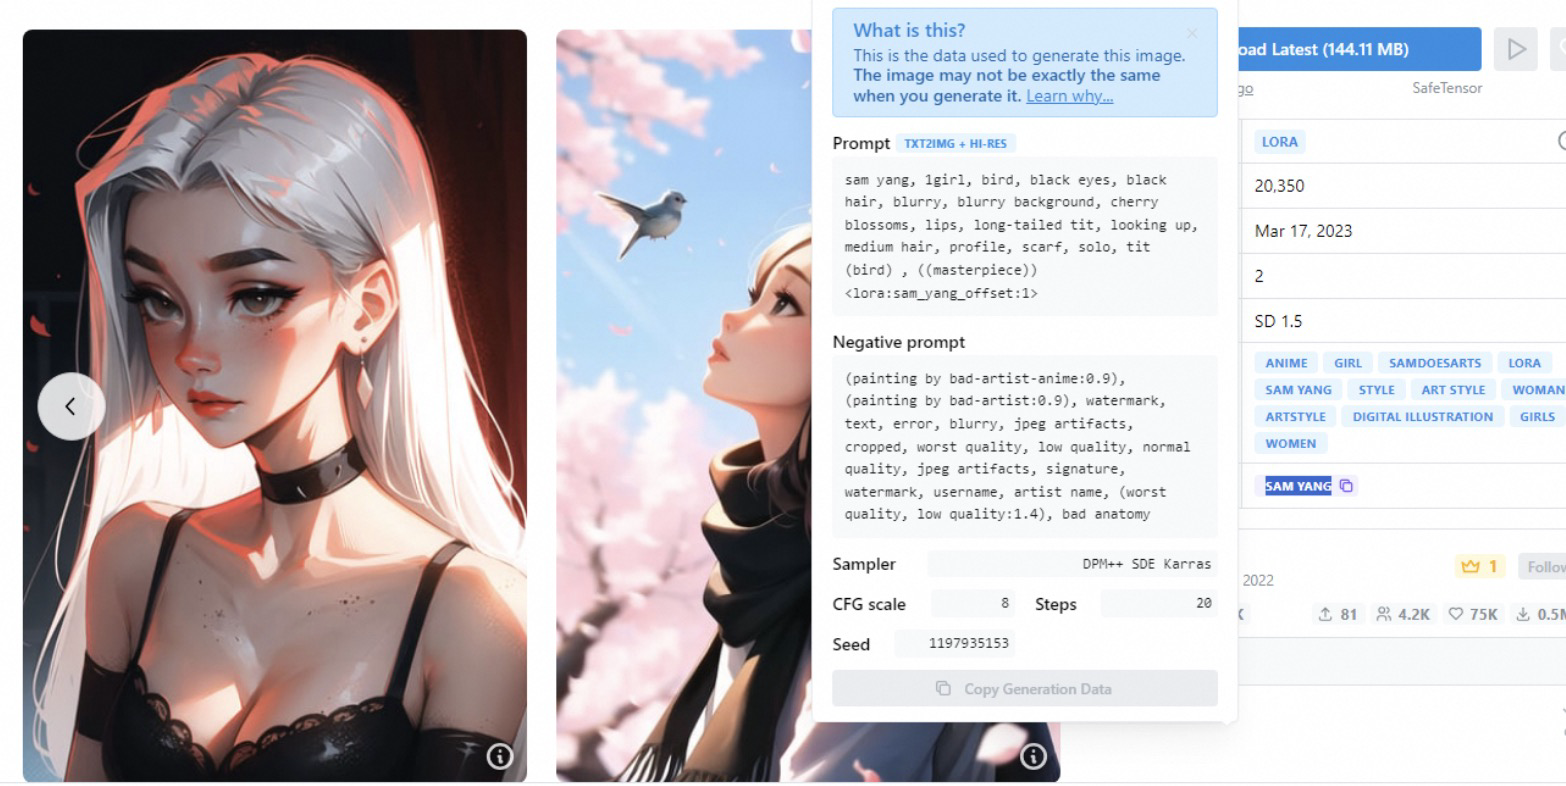 What is this?
This is the data used to generate this image.
The image may not be exactly the same
when you generate it. Learn why...
Prompt TXT2IMG + HI-RES
sam yang, 1girl, bird, black eyes, black
hair, blurry, blurry background, cherry
blossoms, lips, long-tailed tit, looking up,
medium hair, profile, scarf, solo, tit
(bird) , ((masterpiece))
<lora:sam_yang_offset:1>
Negative prompt
(painting by bad-artist-anime:0.9),
(painting by bad-artist:0.9), watermark,
text, error, blurry, jpeg artifacts,
cropped, worst quality, low quality, normal
quality, jpeg artifacts, signature,
watermark, username, artist name, (worst
quality, low quality:1.4), bad anatomy
Sampler DPM++ SDE Karras
CFG scale 8 Steps 20
Seed 1197935153
Copy Generation Data
oad Latest (144.11 MB)
go SafeTensor
LORA
20,350
Mar 17, 2023
2
SD 1.5
ANIME GIRL SAMDOESARTS LORA
SAM YANG STYLE ART STYLE WOMAN
ARTSTYLE DIGITAL ILLUSTRATION GIRLS
WOMEN
SAM YANG
1 Follow
2022
K 81 4.2K 75K 0.5M